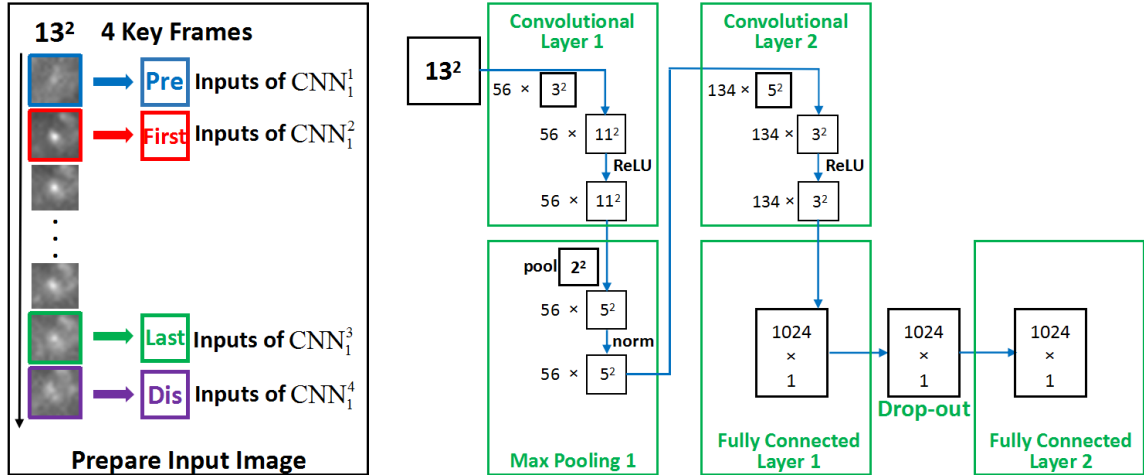 13² 4 Key Frames
Pre Inputs of CNN₁¹
First Inputs of CNN₁²
Last Inputs of CNN₁³
Dis Inputs of CNN₁⁴
Prepare Input Image
13²
Convolutional
Layer 1
56 × 3²
56 × 11²
ReLU
56 × 11²
pool 2²
56 × 5²
norm
56 × 5²
Max Pooling 1
Convolutional
Layer 2
134 × 5²
134 × 3²
ReLU
134 × 3²
1024
×
1
Fully Connected
Layer 1
1024
×
1
Drop-out
1024
×
1
Fully Connected
Layer 2